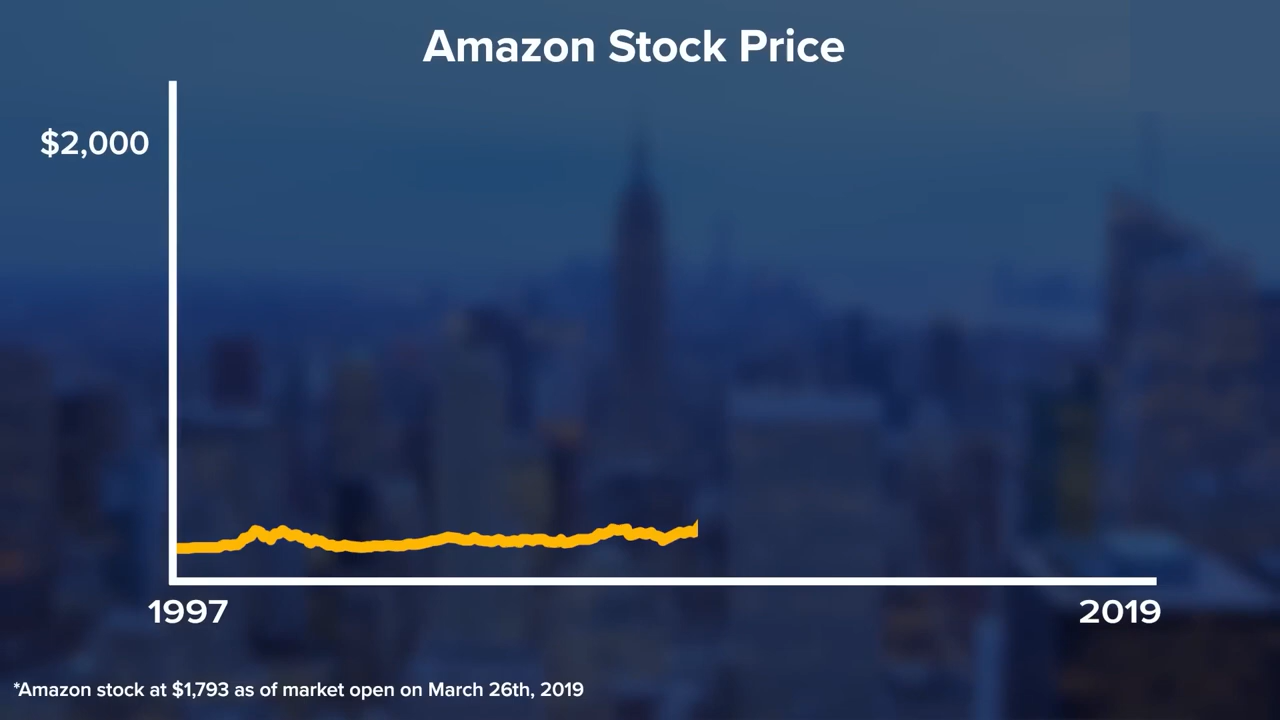 Amazon Stock Price
$2,000
1997
2019
*Amazon stock at $1,793 as of market open on March 26th, 2019